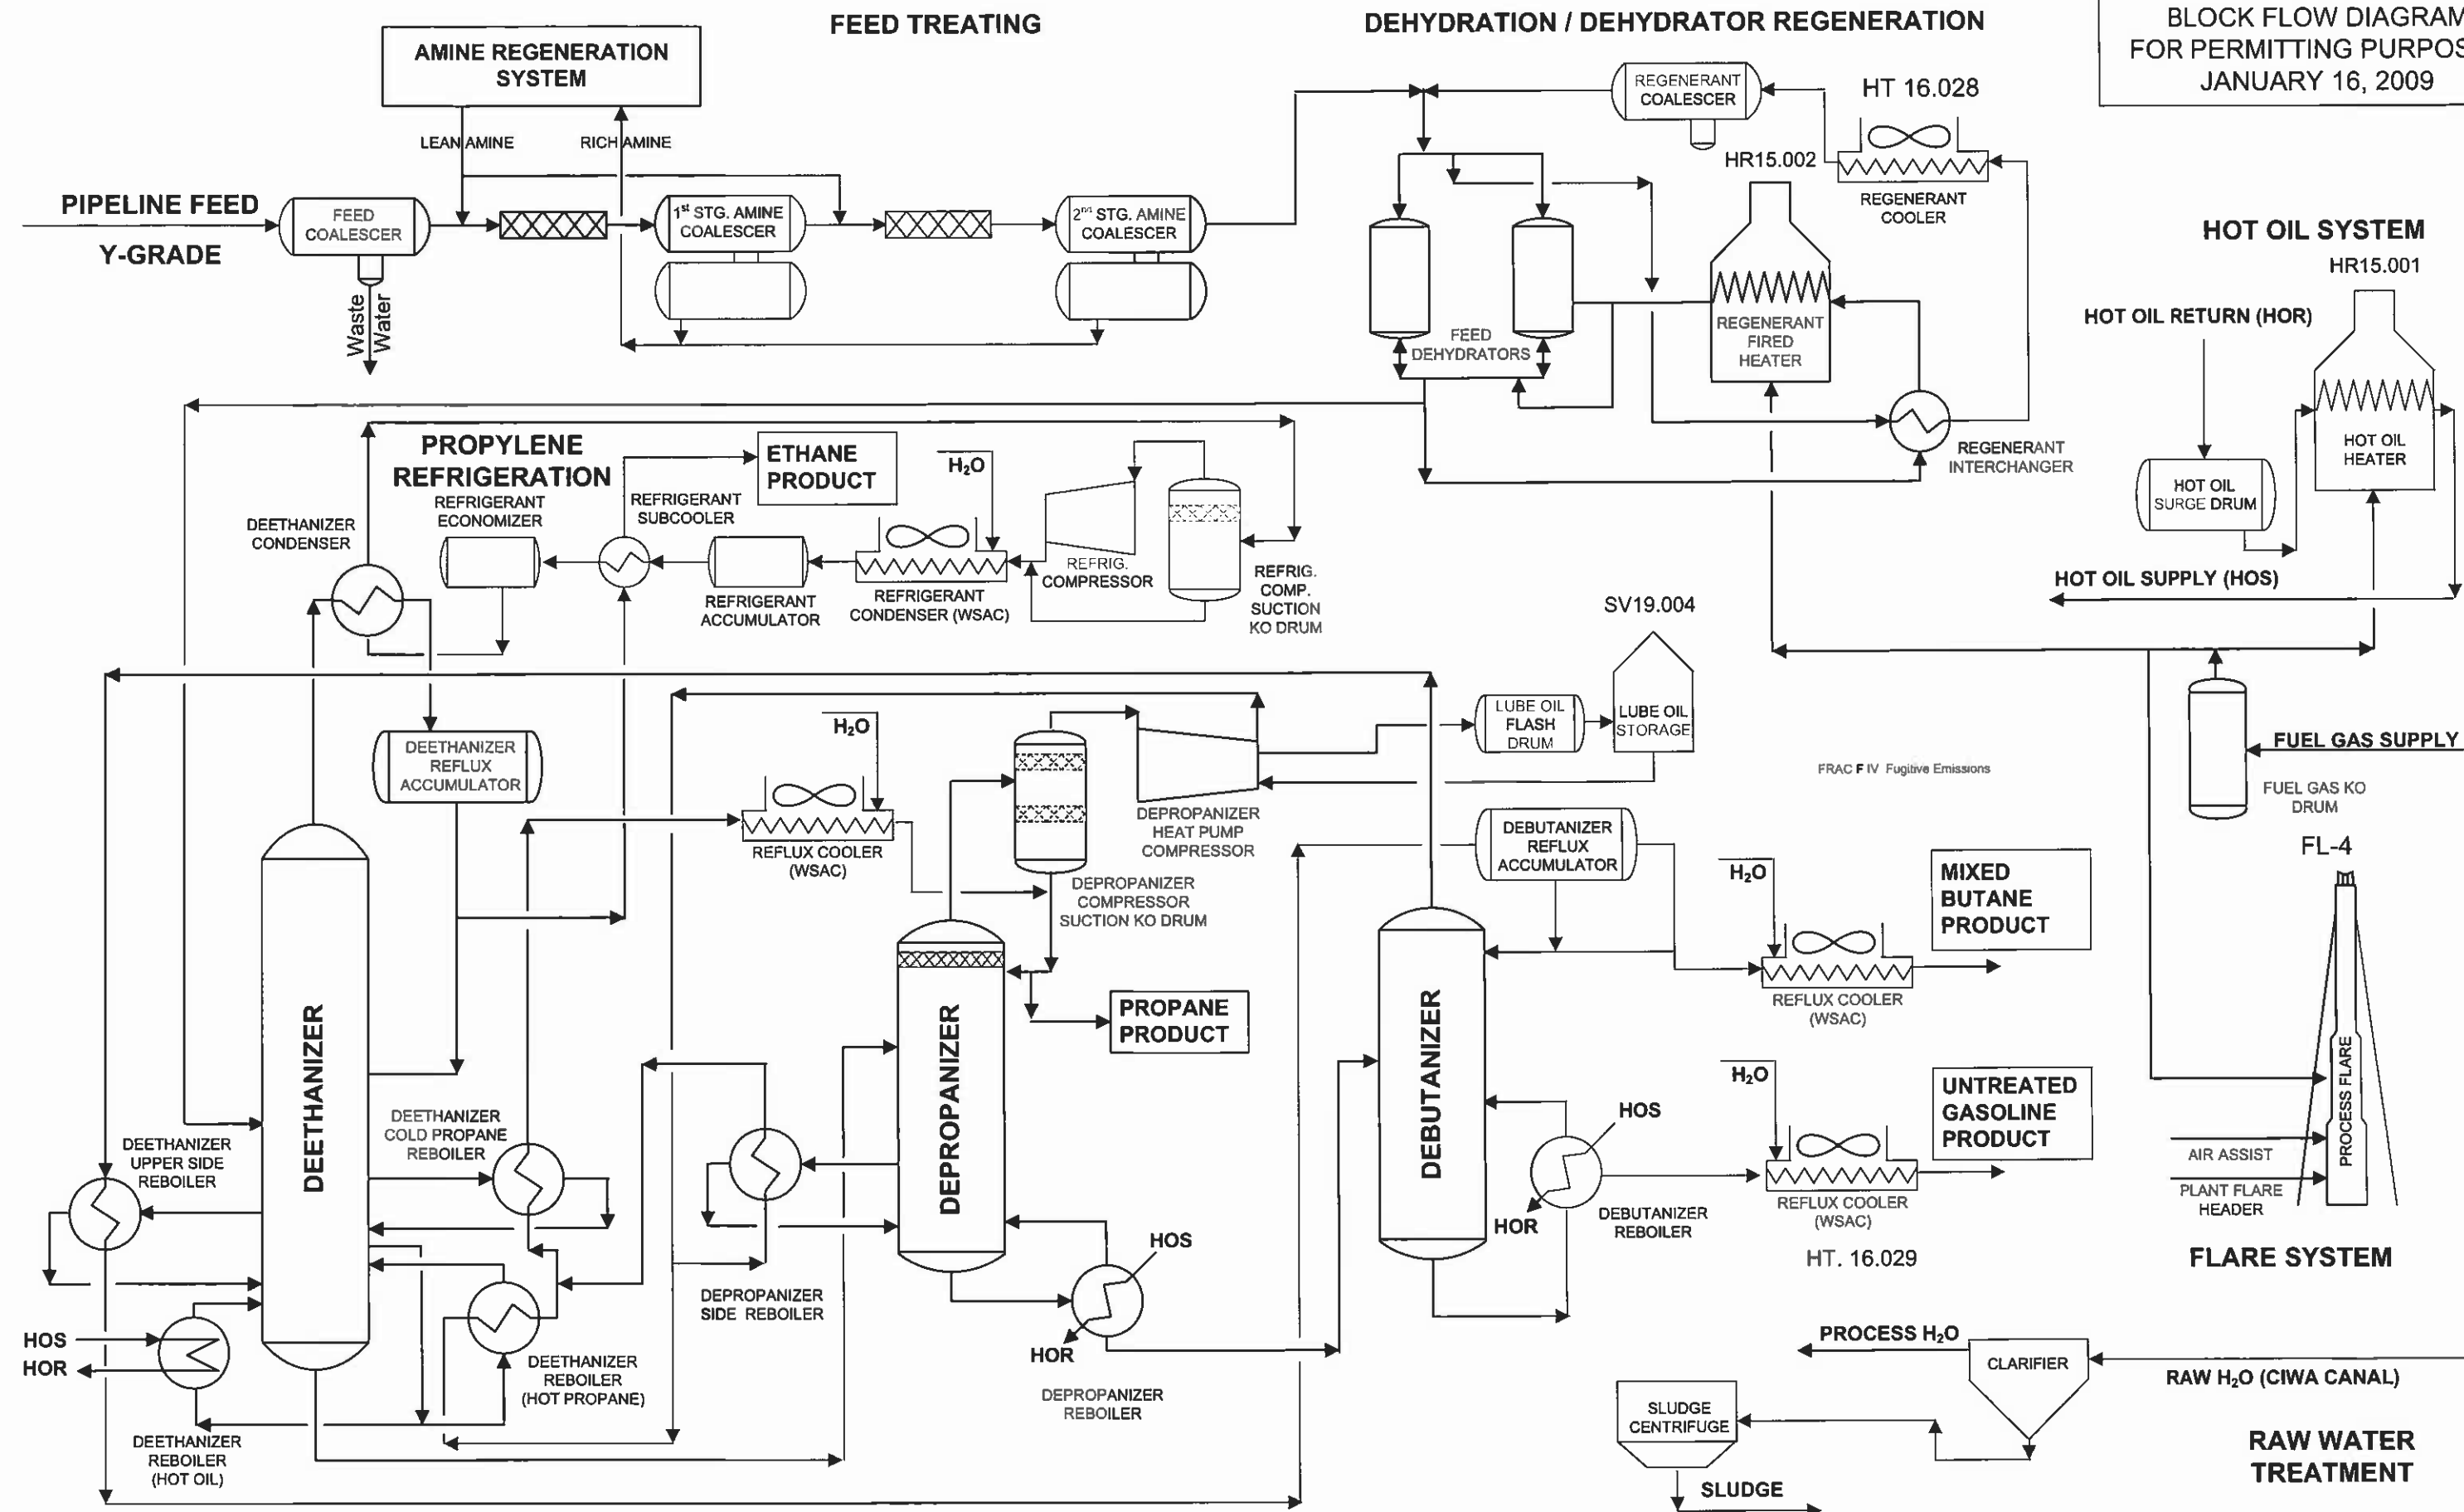 FEED TREATING
DEHYDRATION / DEHYDRATOR REGENERATION
BLOCK FLOW DIAGRAM
FOR PERMITTING PURPOS
JANUARY 16, 2009
AMINE REGENERATION
SYSTEM
LEAN AMINE
RICH AMINE
PIPELINE FEED
Y-GRADE
FEED
COALESCER
Waste
Water
1st STG. AMINE
COALESCER
2nd STG. AMINE
COALESCER
REGENERANT
COALESCER
HT 16.028
HR15.002
REGENERANT
COOLER
FEED
DEHYDRATORS
REGENERANT
FIRED
HEATER
REGENERANT
INTERCHANGER
HOT OIL SYSTEM
HR15.001
HOT OIL RETURN (HOR)
HOT OIL
HEATER
HOT OIL
SURGE DRUM
HOT OIL SUPPLY (HOS)
PROPYLENE
REFRIGERATION
ETHANE
PRODUCT
H2O
REFRIGERANT
ECONOMIZER
REFRIGERANT
SUBCOOLER
DEETHANIZER
CONDENSER
REFRIGERANT
ACCUMULATOR
REFRIGERANT
CONDENSER (WSAC)
REFRIG.
COMPRESSOR
REFRIG.
COMP.
SUCTION
KO DRUM
SV19.004
LUBE OIL
FLASH
DRUM
LUBE OIL
STORAGE
FRAC F IV Fugitive Emissions
FUEL GAS SUPPLY
FUEL GAS KO
DRUM
DEETHANIZER
REFLUX
ACCUMULATOR
H2O
REFLUX COOLER
(WSAC)
DEPROPANIZER
HEAT PUMP
COMPRESSOR
DEPROPANIZER
COMPRESSOR
SUCTION KO DRUM
DEBUTANIZER
REFLUX
ACCUMULATOR
H2O
MIXED
BUTANE
PRODUCT
REFLUX COOLER
(WSAC)
FL-4
PROCESS FLARE
AIR ASSIST
PLANT FLARE
HEADER
FLARE SYSTEM
DEETHANIZER
DEPROPANIZER
PROPANE
PRODUCT
DEBUTANIZER
H2O
UNTREATED
GASOLINE
PRODUCT
REFLUX COOLER
(WSAC)
HT. 16.029
HOS
HOR
DEBUTANIZER
REBOILER
DEETHANIZER
UPPER SIDE
REBOILER
DEETHANIZER
COLD PROPANE
REBOILER
DEPROPANIZER
SIDE REBOILER
HOS
HOR
DEPROPANIZER
REBOILER
HOS
HOR
DEETHANIZER
REBOILER
(HOT PROPANE)
DEETHANIZER
REBOILER
(HOT OIL)
PROCESS H2O
CLARIFIER
RAW H2O (CIWA CANAL)
SLUDGE
CENTRIFUGE
SLUDGE
RAW WATER
TREATMENT